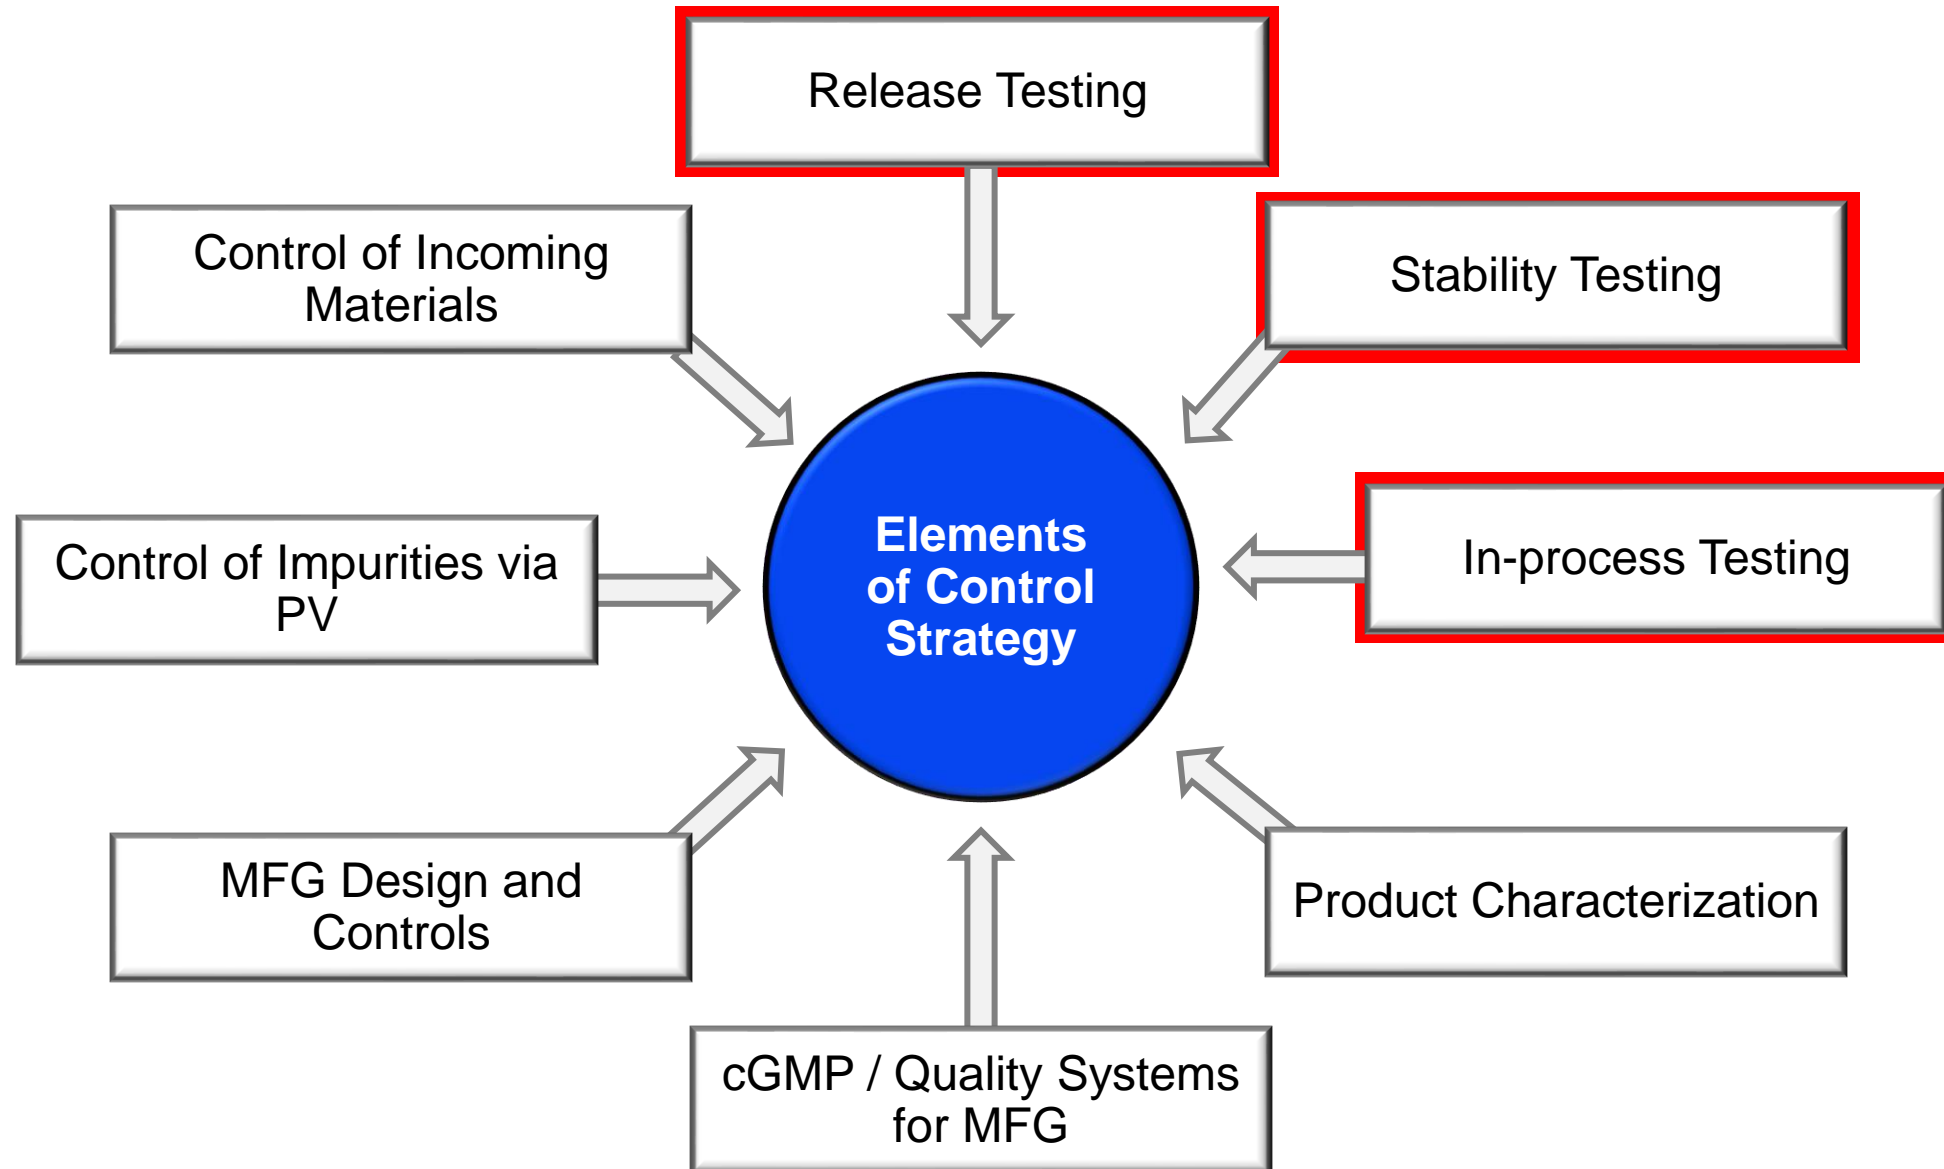 Release Testing
Control of Incoming
Materials
Stability Testing
Control of Impurities via
PV
Elements
of Control
Strategy
In-process Testing
MFG Design and
Controls
Product Characterization
cGMP / Quality Systems
for MFG